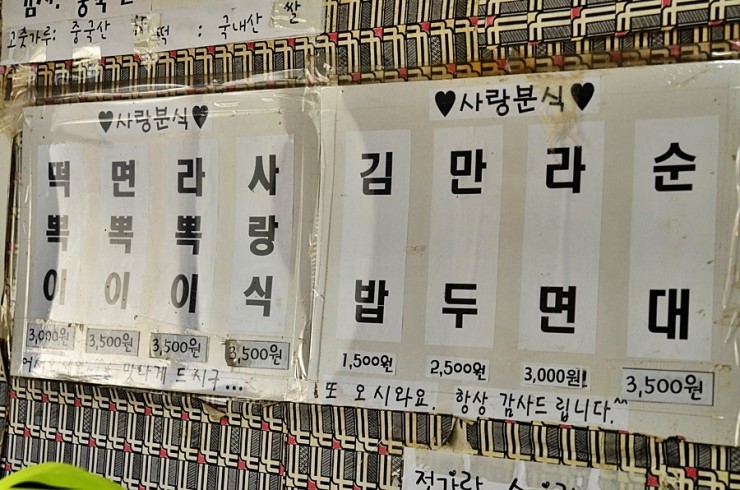 고춧가루: 중국산 떡 : 국내산 쌀
♥사랑분식♥
떡볶이
면볶이
라볶이
사랑식
3,000원 3,500원 3,500원 3,500원
맛나게 드시구...
♥사랑분식♥
김밥
만두
라면
순대
1,500원 2,500원 3,000원! 3,500원
또 오시와요. 항상 감사드립니다.^^
젓가락